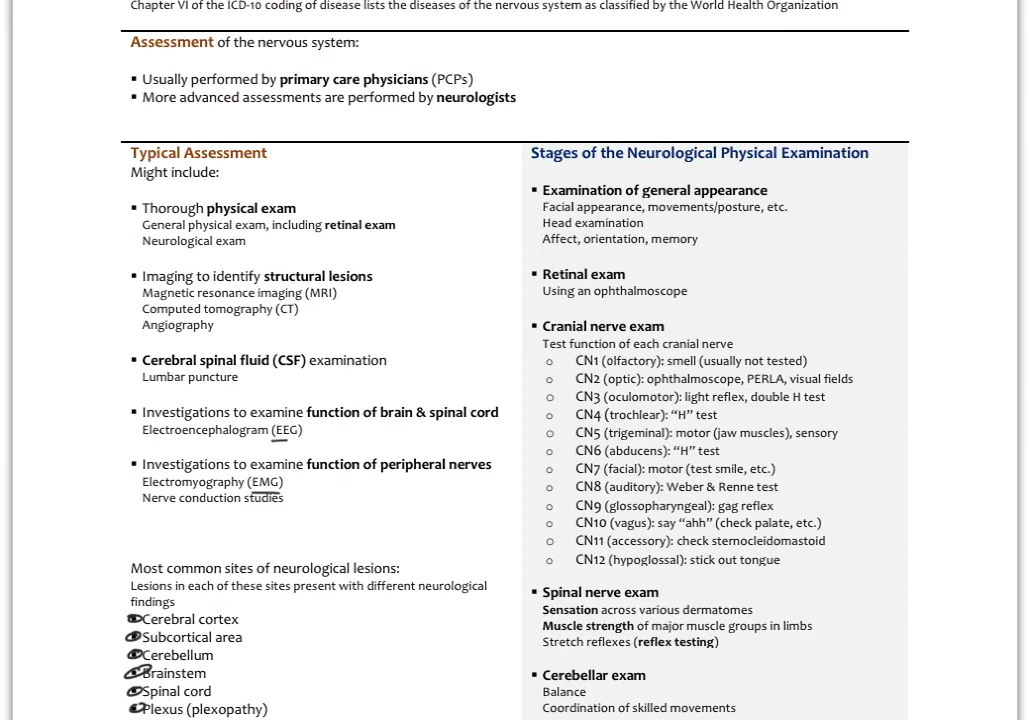 Chapter VI of the ICD-10 coding of disease lists the diseases of the nervous system as classified by the World Health Organization
Assessment of the nervous system:
▪ Usually performed by primary care physicians (PCPs)
▪ More advanced assessments are performed by neurologists
Typical Assessment
Might include:
▪ Thorough physical exam
General physical exam, including retinal exam
Neurological exam
▪ Imaging to identify structural lesions
Magnetic resonance imaging (MRI)
Computed tomography (CT)
Angiography
▪ Cerebral spinal fluid (CSF) examination
Lumbar puncture
▪ Investigations to examine function of brain & spinal cord
Electroencephalogram (EEG)
▪ Investigations to examine function of peripheral nerves
Electromyography (EMG)
Nerve conduction studies
Most common sites of neurological lesions:
Lesions in each of these sites present with different neurological
findings
Cerebral cortex
Subcortical area
Cerebellum
Brainstem
Spinal cord
Plexus (plexopathy)
Stages of the Neurological Physical Examination
▪ Examination of general appearance
Facial appearance, movements/posture, etc.
Head examination
Affect, orientation, memory
▪ Retinal exam
Using an ophthalmoscope
▪ Cranial nerve exam
Test function of each cranial nerve
o CN1 (olfactory): smell (usually not tested)
o CN2 (optic): ophthalmoscope, PERLA, visual fields
o CN3 (oculomotor): light reflex, double H test
o CN4 (trochlear): “H” test
o CN5 (trigeminal): motor (jaw muscles), sensory
o CN6 (abducens): “H” test
o CN7 (facial): motor (test smile, etc.)
o CN8 (auditory): Weber & Renne test
o CN9 (glossopharyngeal): gag reflex
o CN10 (vagus): say “ahh” (check palate, etc.)
o CN11 (accessory): check sternocleidomastoid
o CN12 (hypoglossal): stick out tongue
▪ Spinal nerve exam
Sensation across various dermatomes
Muscle strength of major muscle groups in limbs
Stretch reflexes (reflex testing)
▪ Cerebellar exam
Balance
Coordination of skilled movements